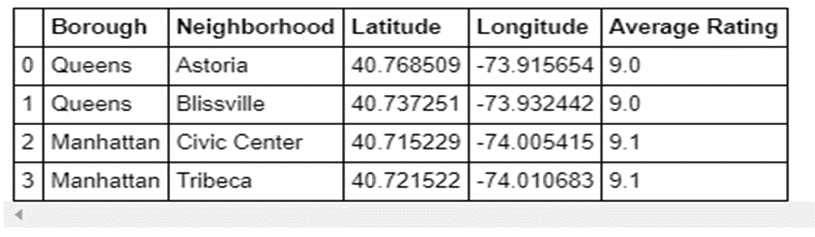 Borough Neighborhood Latitude Longitude Average Rating
0 Queens Astoria 40.768509 -73.915654 9.0
1 Queens Blissville 40.737251 -73.932442 9.0
2 Manhattan Civic Center 40.715229 -74.005415 9.1
3 Manhattan Tribeca 40.721522 -74.010683 9.1